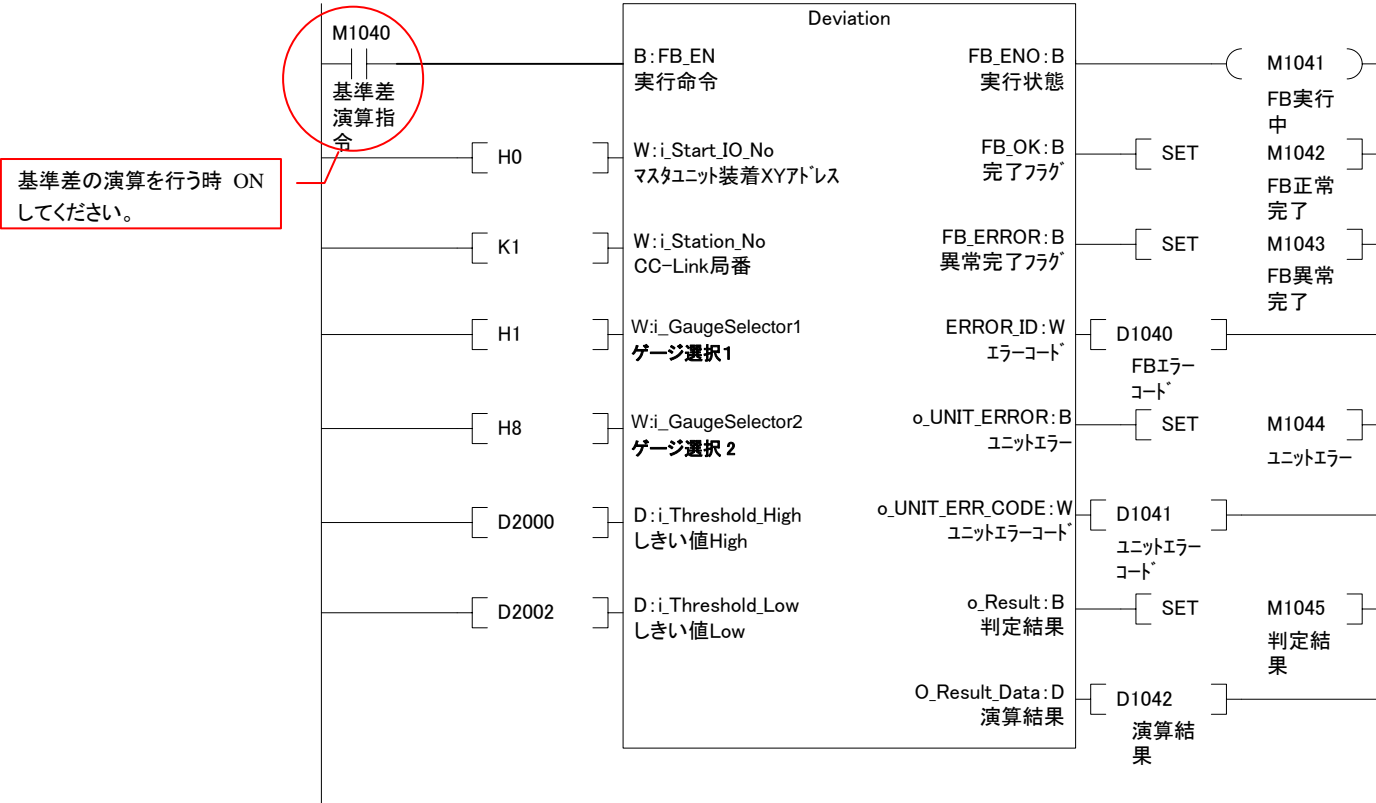 Deviation
M1040
基準差
演算指
令
基準差の演算を行う時 ON
してください。
B:FB_EN
実行命令
FB_ENO:B
実行状態
M1041
FB実行
中
H0
W:i_Start_IO_No
マスタユニット装着XYアドレス
FB_OK:B
完了フラグ
SET
M1042
FB正常
完了
K1
W:i_Station_No
CC-Link局番
FB_ERROR:B
異常完了フラグ
SET
M1043
FB異常
完了
H1
W:i_GaugeSelector1
ゲージ選択1
ERROR_ID:W
エラーコード
D1040
FBエラー
コード
H8
W:i_GaugeSelector2
ゲージ選択 2
o_UNIT_ERROR:B
ユニットエラー
SET
M1044
ユニットエラー
D2000
D:i_Threshold_High
しきい値High
o_UNIT_ERR_CODE:W
ユニットエラーコード
D1041
ユニットエラー
コード
D2002
D:i_Threshold_Low
しきい値Low
o_Result:B
判定結果
SET
M1045
判定結
果
O_Result_Data:D
演算結果
D1042
演算結
果